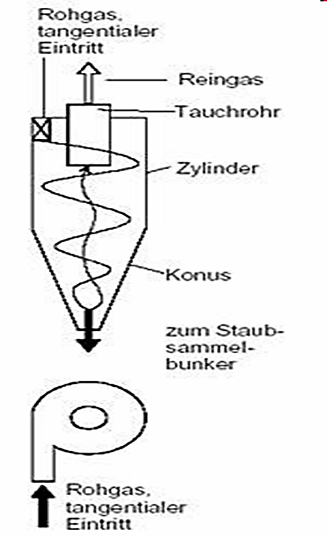 Rohgas,
tangentialer
Eintritt
Reingas
Tauchrohr
Zylinder
Konus
zum Staub-
sammel-
bunker
Rohgas,
tangentialer
Eintritt